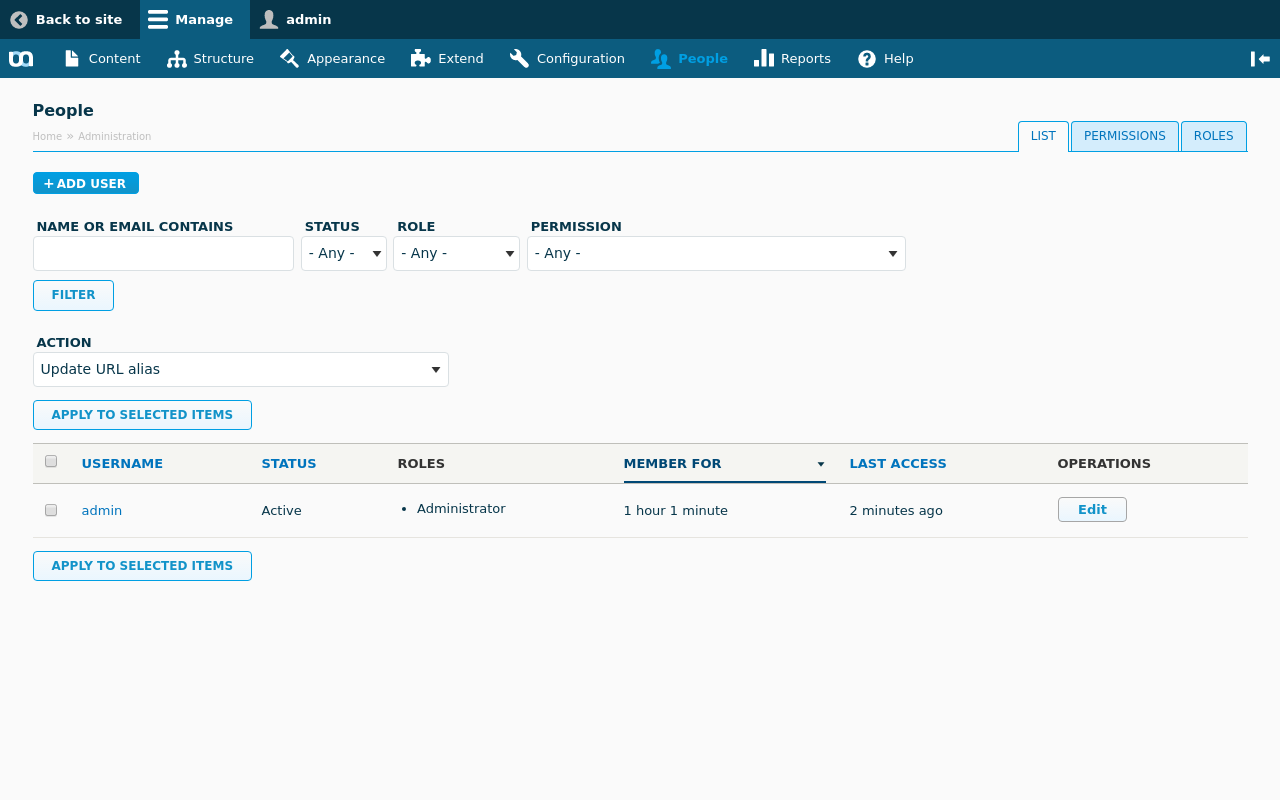 Back to site Manage admin
Content Structure Appearance Extend Configuration People Reports Help
People
Home » Administration
LIST PERMISSIONS ROLES
+ ADD USER
NAME OR EMAIL CONTAINS STATUS ROLE PERMISSION
- Any - - Any - - Any -
FILTER
ACTION
Update URL alias
APPLY TO SELECTED ITEMS
USERNAME STATUS ROLES MEMBER FOR LAST ACCESS OPERATIONS
admin Active • Administrator 1 hour 1 minute 2 minutes ago Edit
APPLY TO SELECTED ITEMS